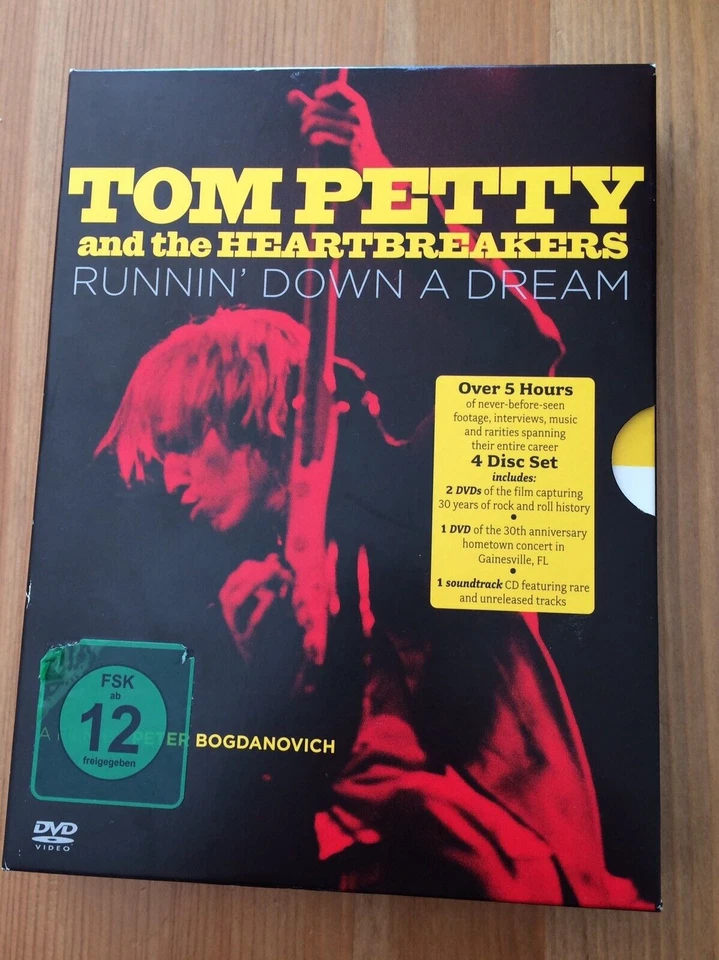 TOM PETTY
and the HEARTBREAKERS
RUNNIN' DOWN A DREAM
Over 5 Hours
of never-before-seen
footage, interviews, music
and rarities spanning
their entire career
4 Disc Set
includes:
2 DVDs of the film capturing
30 years of rock and roll history
•
1 DVD of the 30th anniversary
hometown concert in
Gainesville, FL
•
1 soundtrack CD featuring rare
and unreleased tracks
FSK
ab
12
freigegeben
A PETER BOGDANOVICH
DVD
VIDEO